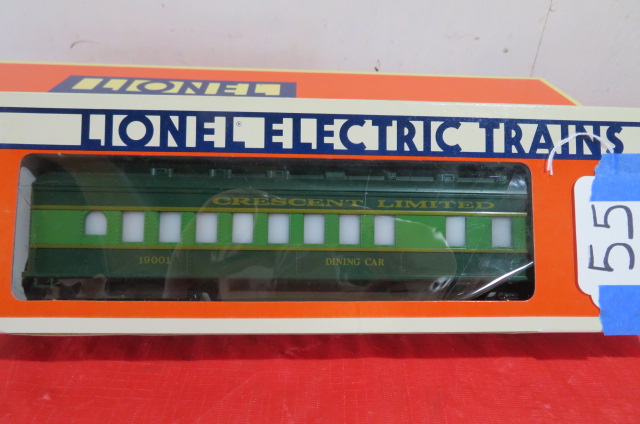 LIONEL
LIONEL® ELECTRIC TRAINS
CRESCENT LIMITED
19001 DINING CAR
55